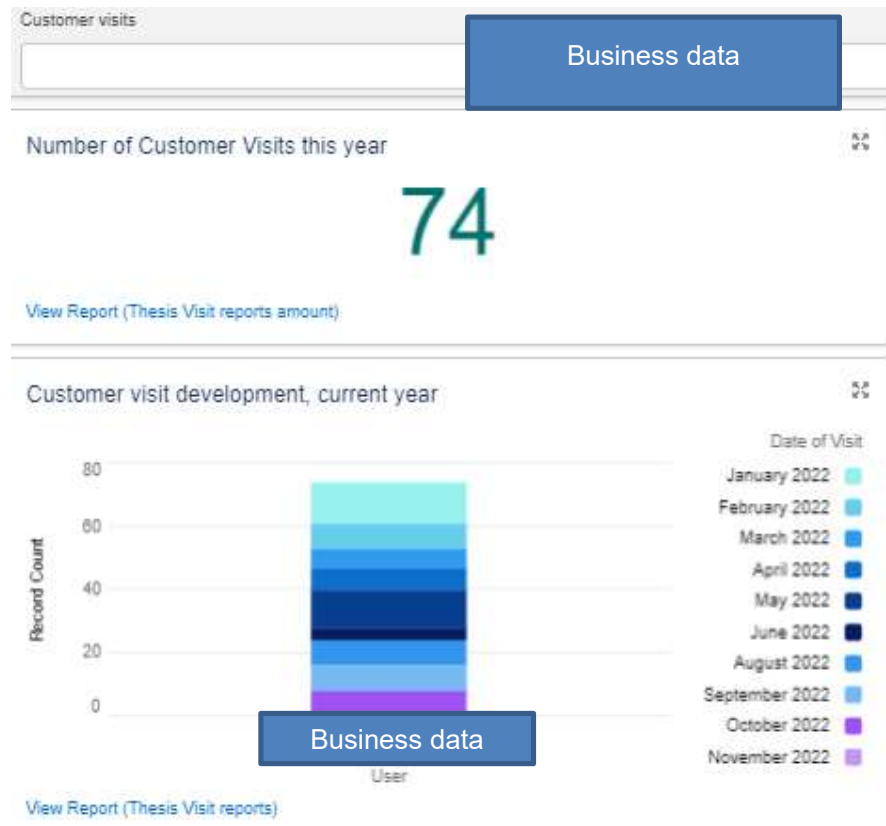 Customer visits
Business data
Number of Customer Visits this year
74
View Report (Thesis Visit reports amount)
Customer visit development, current year
Date of Visit
January 2022
February 2022
March 2022
April 2022
May 2022
June 2022
August 2022
September 2022
October 2022
November 2022
Record Count
80
60
40
20
0
Business data
User
View Report (Thesis Visit reports)